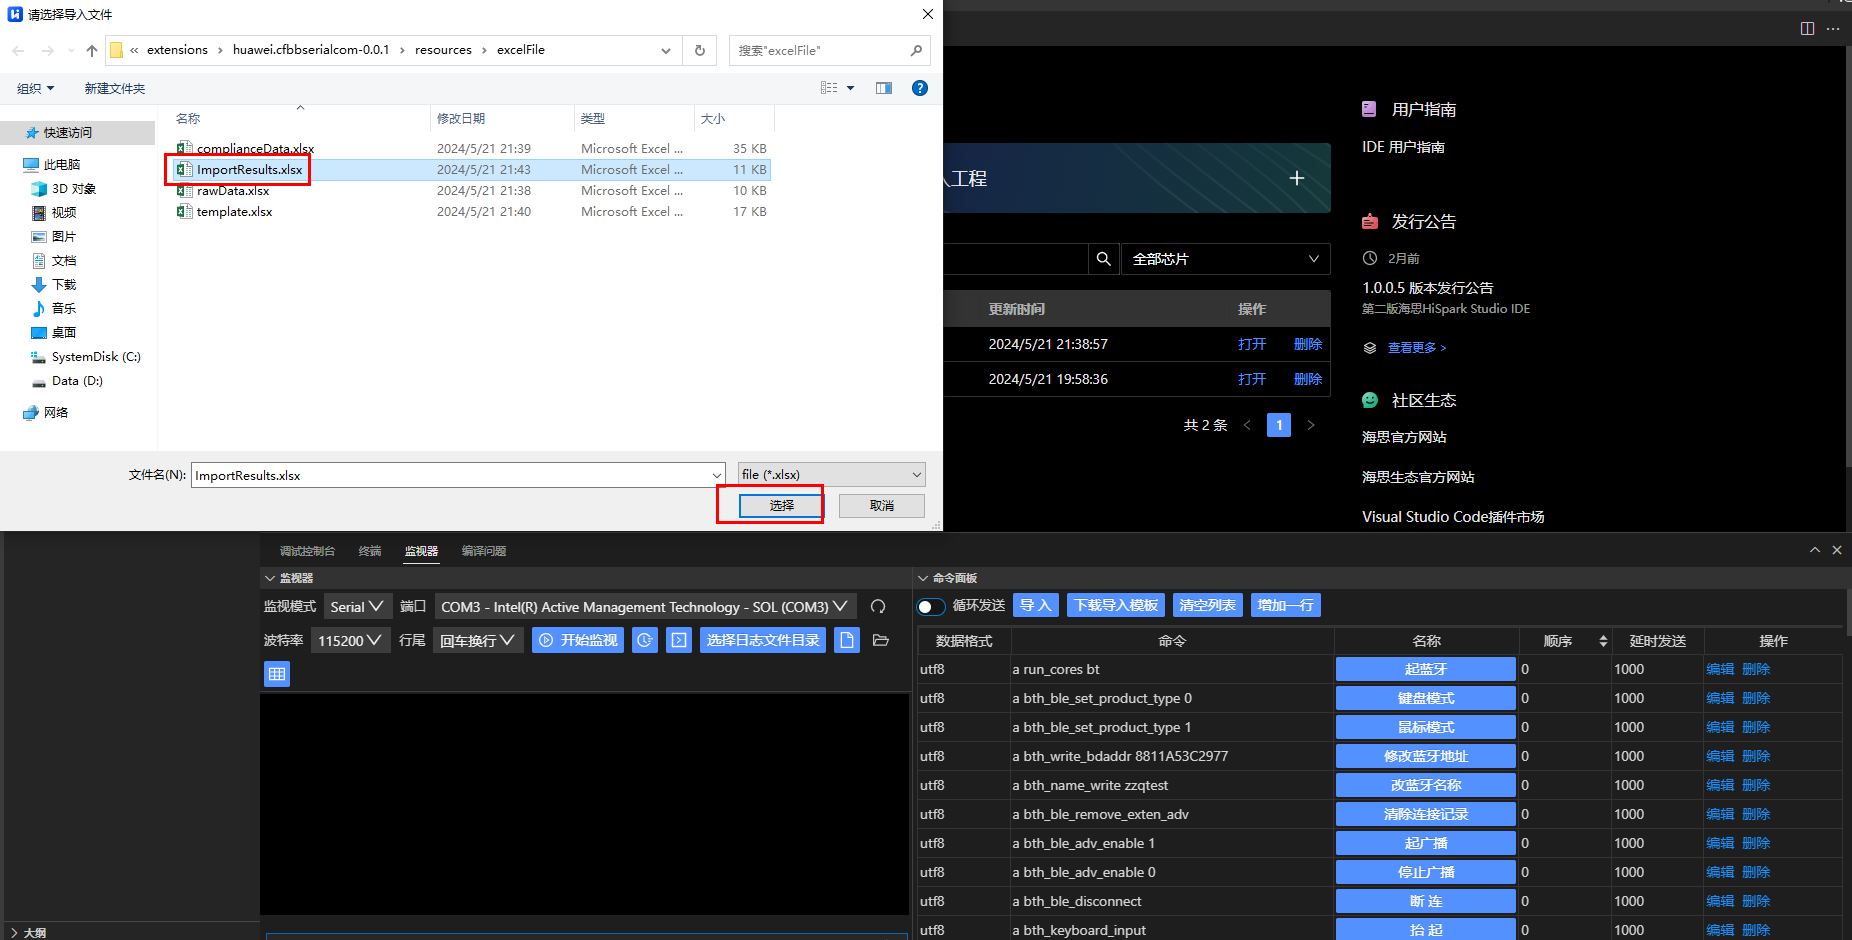 请选择导入文件
« extensions › huawei.cfbbserialcom-0.0.1 › resources › excelFile
搜索"excelFile"
组织
新建文件夹
名称 修改日期 类型 大小
快速访问
此电脑
3D 对象
视频
图片
文档
下载
音乐
桌面
SystemDisk (C:)
Data (D:)
网络
complianceData.xlsx 2024/5/21 21:39 Microsoft Excel ... 35 KB
ImportResults.xlsx 2024/5/21 21:43 Microsoft Excel ... 11 KB
rawData.xlsx 2024/5/21 21:38 Microsoft Excel ... 10 KB
template.xlsx 2024/5/21 21:40 Microsoft Excel ... 17 KB
文件名(N): ImportResults.xlsx
file (*.xlsx)
选择 取消
工程
全部芯片
更新时间 操作
2024/5/21 21:38:57 打开 删除
2024/5/21 19:58:36 打开 删除
共 2 条 < 1 >
用户指南
IDE 用户指南
发行公告
2月前
1.0.0.5 版本发行公告
第二版海思HiSpark Studio IDE
查看更多 >
社区生态
海思官方网站
海思生态官方网站
Visual Studio Code插件市场
调试控制台 终端 监视器 编译问题
监视器
监视模式 Serial 端口 COM3 - Intel(R) Active Management Technology - SOL (COM3)
波特率 115200 行尾 回车换行 开始监视 选择日志文件目录
命令面板
循环发送 导 入 下载导入模板 清空列表 增加一行
数据格式 命令 名称 顺序 延时发送 操作
utf8 a run_cores bt 起蓝牙 0 1000 编辑 删除
utf8 a bth_ble_set_product_type 0 键盘模式 0 1000 编辑 删除
utf8 a bth_ble_set_product_type 1 鼠标模式 0 1000 编辑 删除
utf8 a bth_write_bdaddr 8811A53C2977 修改蓝牙地址 0 1000 编辑 删除
utf8 a bth_name_write zzqtest 改蓝牙名称 0 1000 编辑 删除
utf8 a bth_ble_remove_exten_adv 清除连接记录 0 1000 编辑 删除
utf8 a bth_ble_adv_enable 1 起广播 0 1000 编辑 删除
utf8 a bth_ble_adv_enable 0 停止广播 0 1000 编辑 删除
utf8 a bth_ble_disconnect 断 连 0 1000 编辑 删除
utf8 a bth_keyboard_input 抬 起 0 1000 编辑 删除
大纲